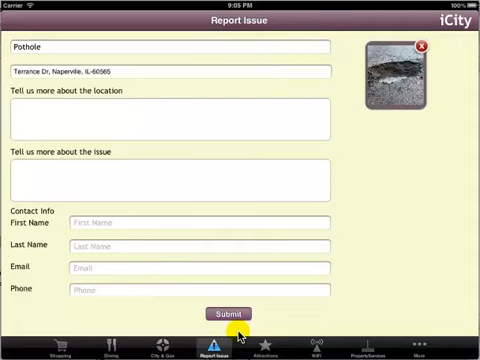 Carrier 9:05 PM 100%
Report Issue iCity
Pothole
Terrance Dr, Naperville, IL-60565
Tell us more about the location
Tell us more about the issue
Contact Info
First Name First Name
Last Name Last Name
Email Email
Phone Phone
Submit
Shopping Dining City & Gov Report Issue Attractions WiFi PropertyServices More